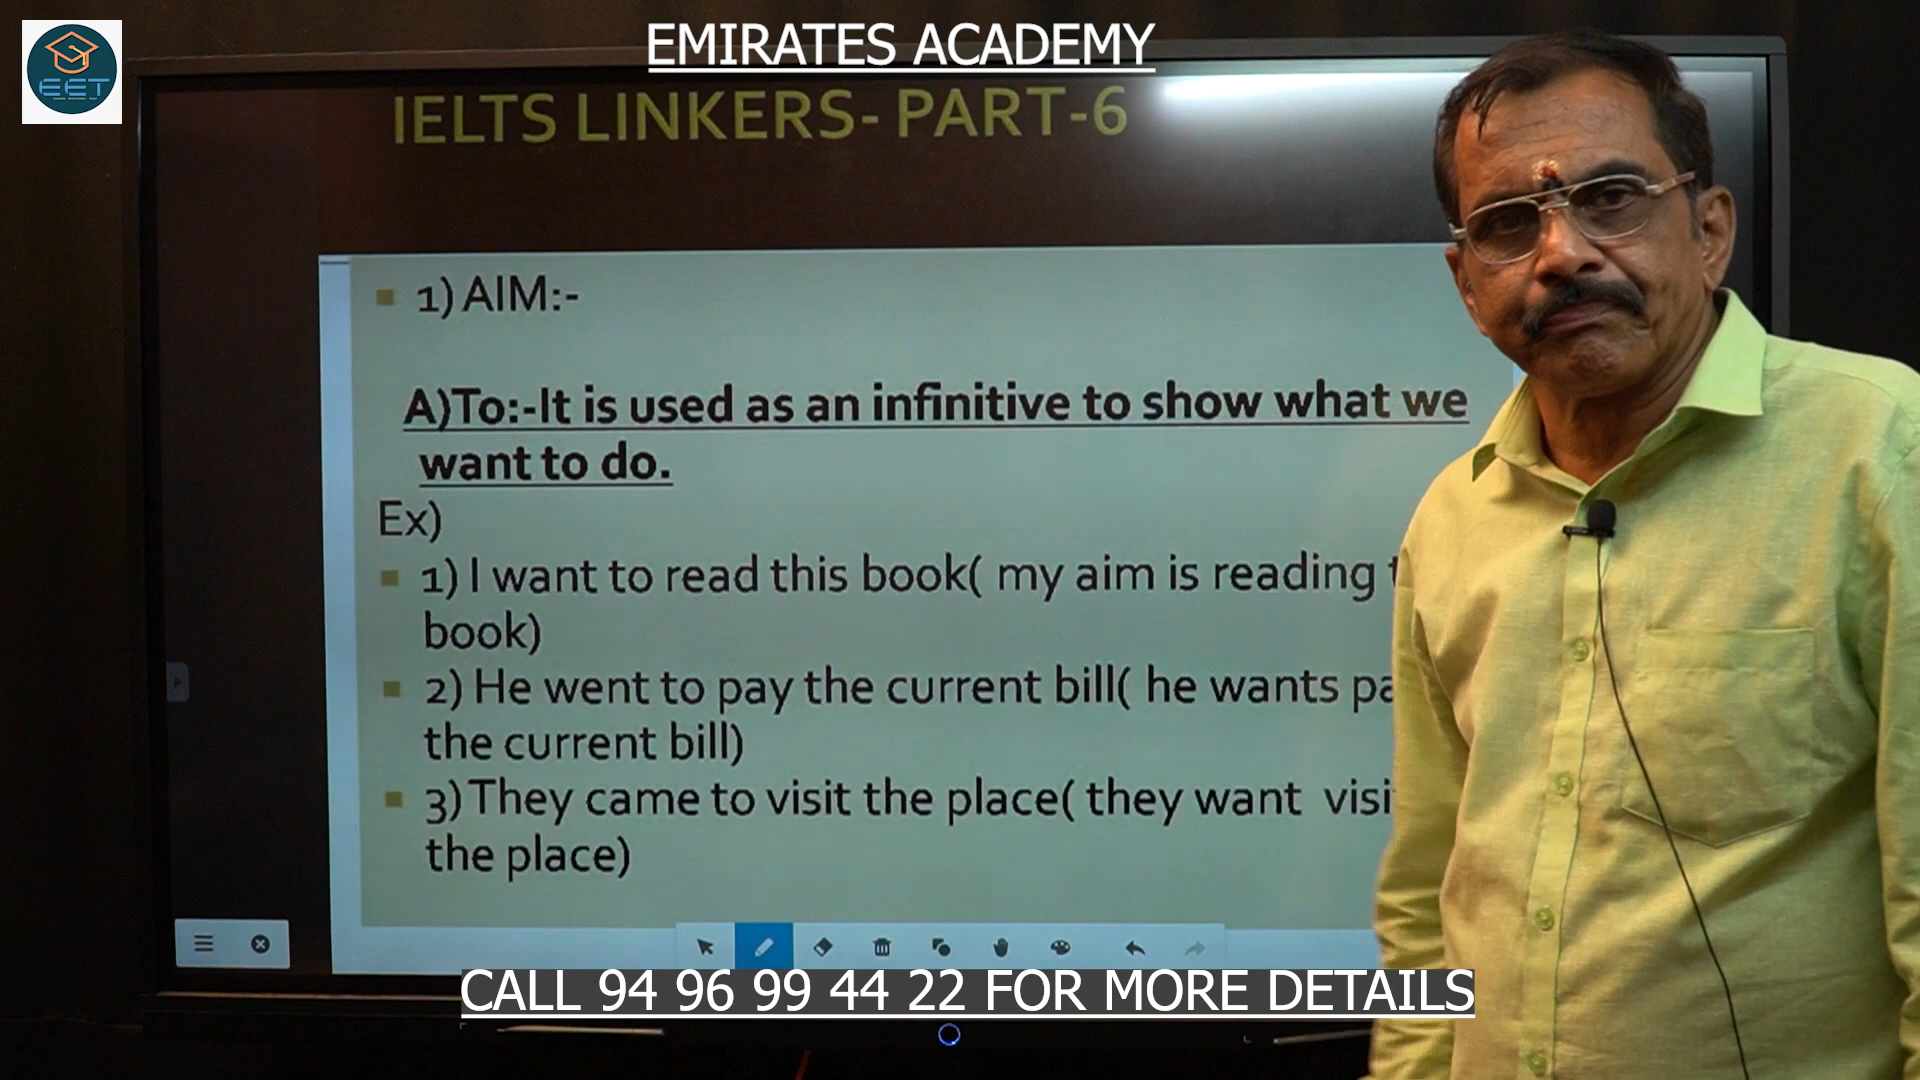 EMIRATES ACADEMY
EET
IELTS LINKERS- PART-6
1) AIM:-
A)To:-It is used as an infinitive to show what we
want to do.
Ex)
1) I want to read this book( my aim is reading
book)
2) He went to pay the current bill( he wants
the current bill)
3) They came to visit the place( they want
the place)
CALL 94 96 99 44 22 FOR MORE DETAILS